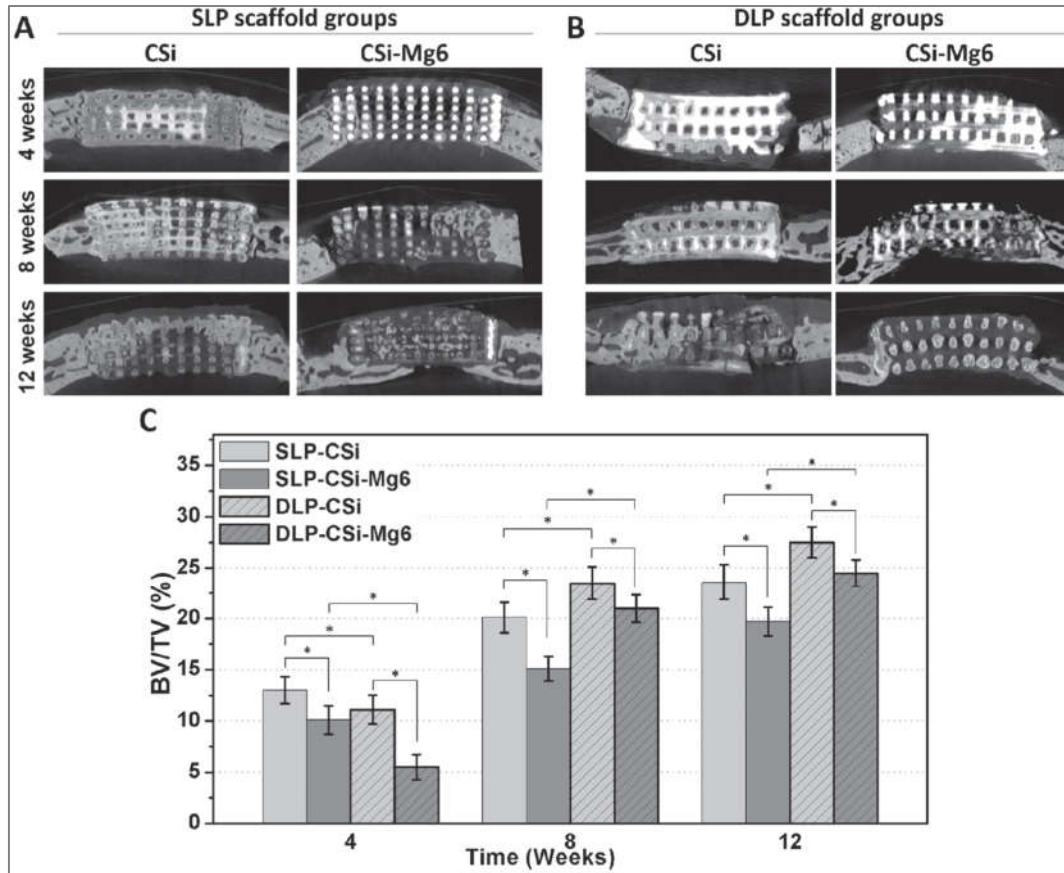 A
SLP scaffold groups
CSi
CSi-Mg6
B
DLP scaffold groups
CSi
CSi-Mg6
4 weeks
8 weeks
12 weeks
C
SLP-CSi
SLP-CSi-Mg6
DLP-CSi
DLP-CSi-Mg6
BV/TV (%)
35
30
25
20
15
10
5
0
* * * *
* * * *
* * * *
4
8
12
Time (Weeks)